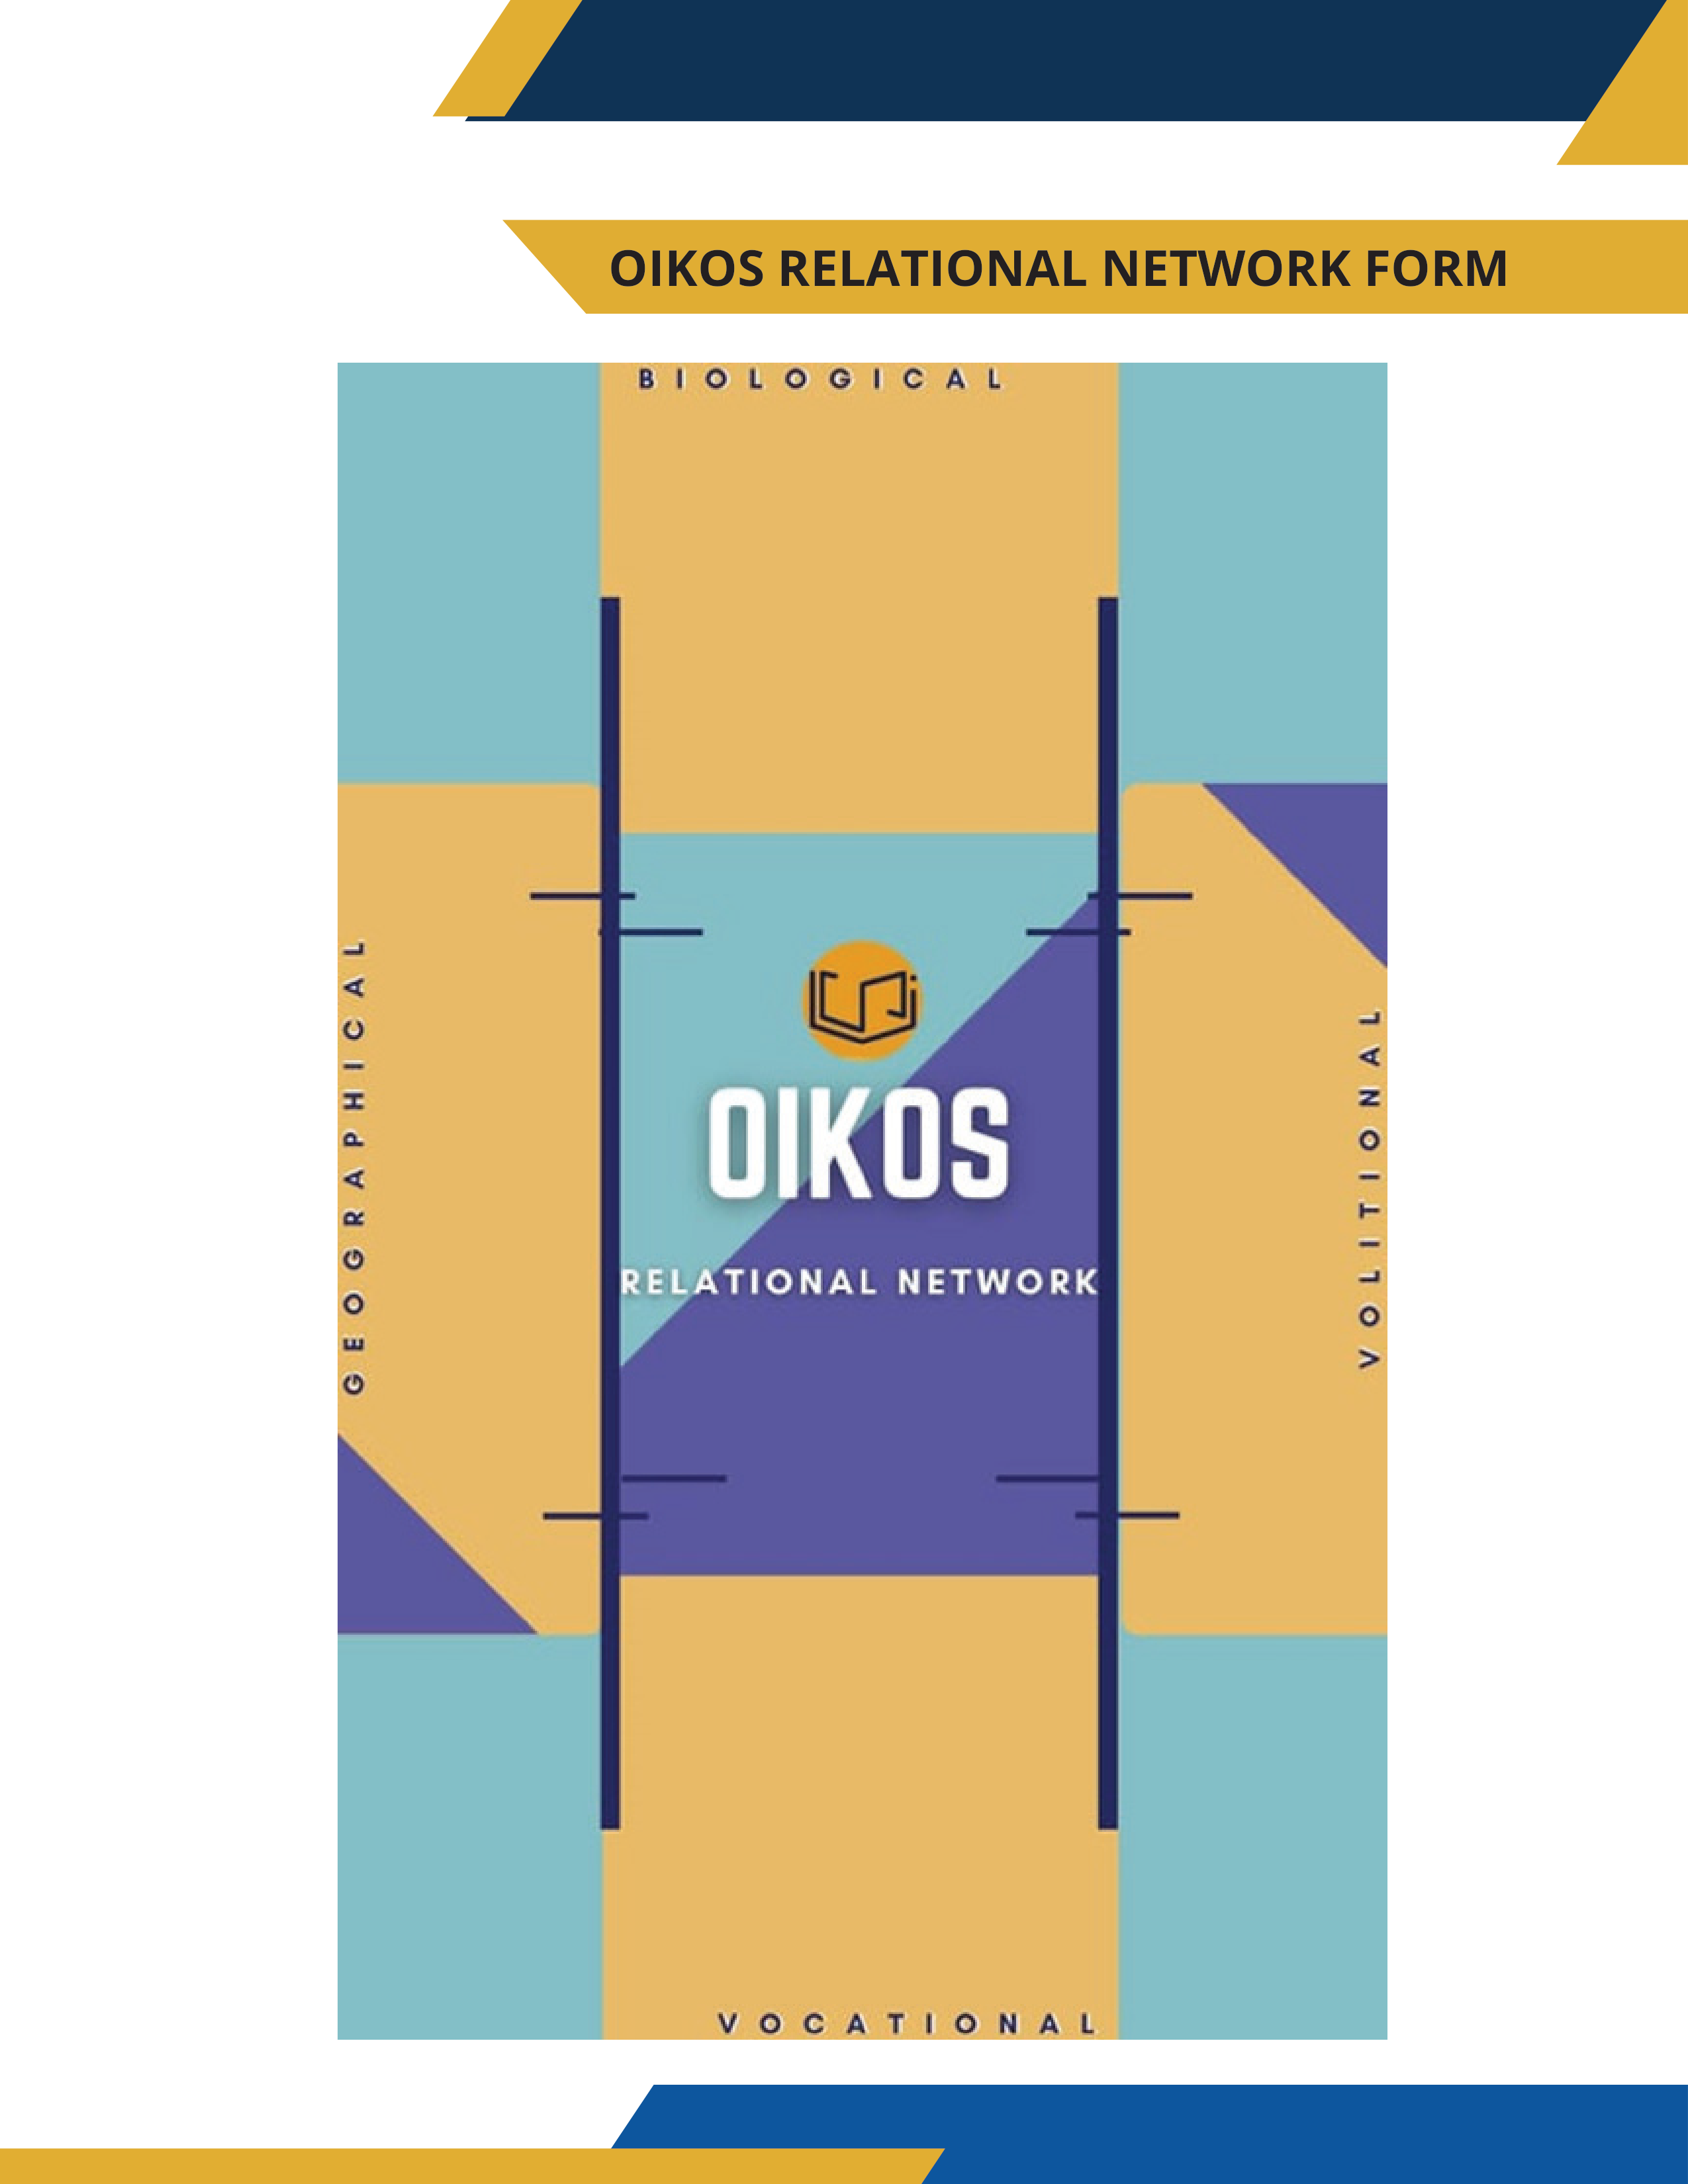 OIKOS RELATIONAL NETWORK FORM
BIOLOGICAL
GEOGRAPHICAL
OIKOS
RELATIONAL NETWORK
VOLITIONAL
VOCATIONAL